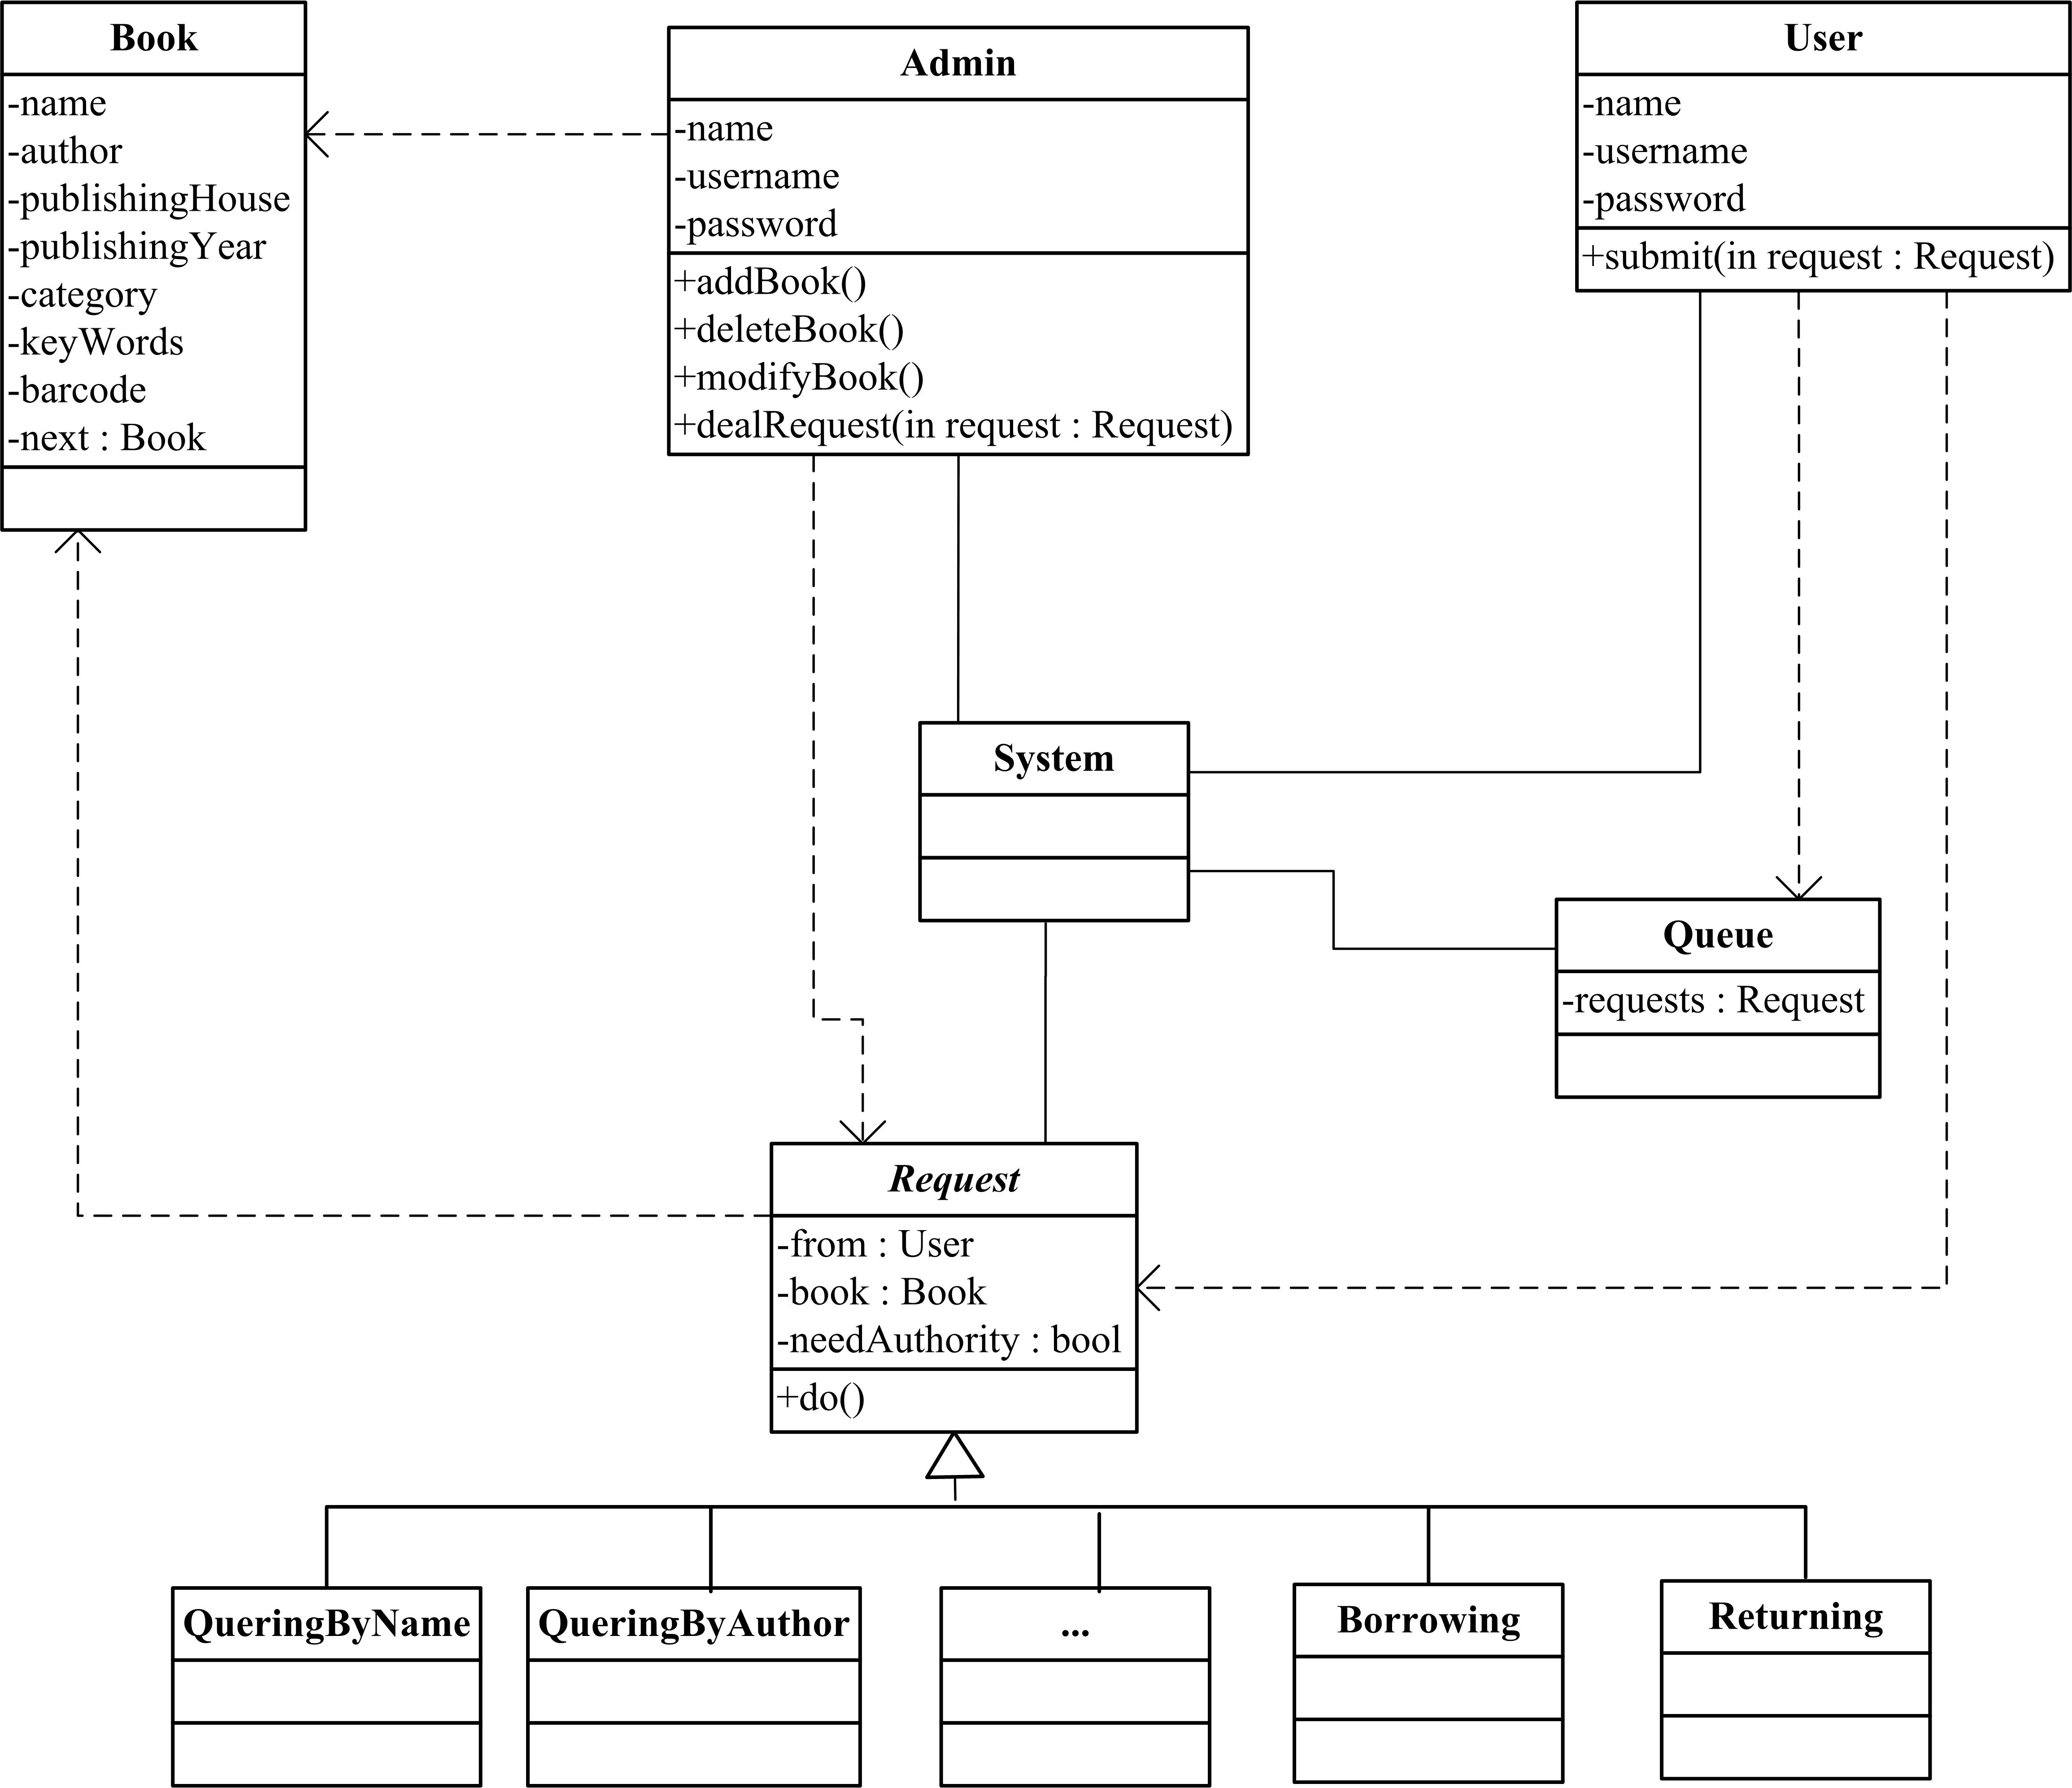 Book
-name
-author
-publishingHouse
-publishingYear
-category
-keyWords
-barcode
-next : Book
Admin
-name
-username
-password
+addBook()
+deleteBook()
+modifyBook()
+dealRequest(in request : Request)
User
-name
-username
-password
+submit(in request : Request)
System
Queue
-requests : Request
Request
-from : User
-book : Book
-needAuthority : bool
+do()
QueringByName
QueringByAuthor
...
Borrowing
Returning